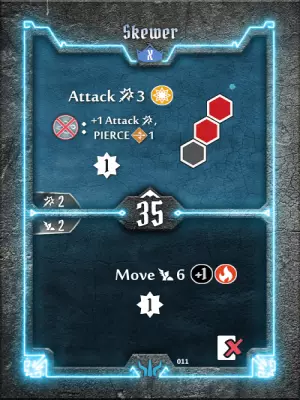 Skewer
X
Attack 3
+1 Attack,
PIERCE 1
1
2
2
35
Move 6 +1
1
011